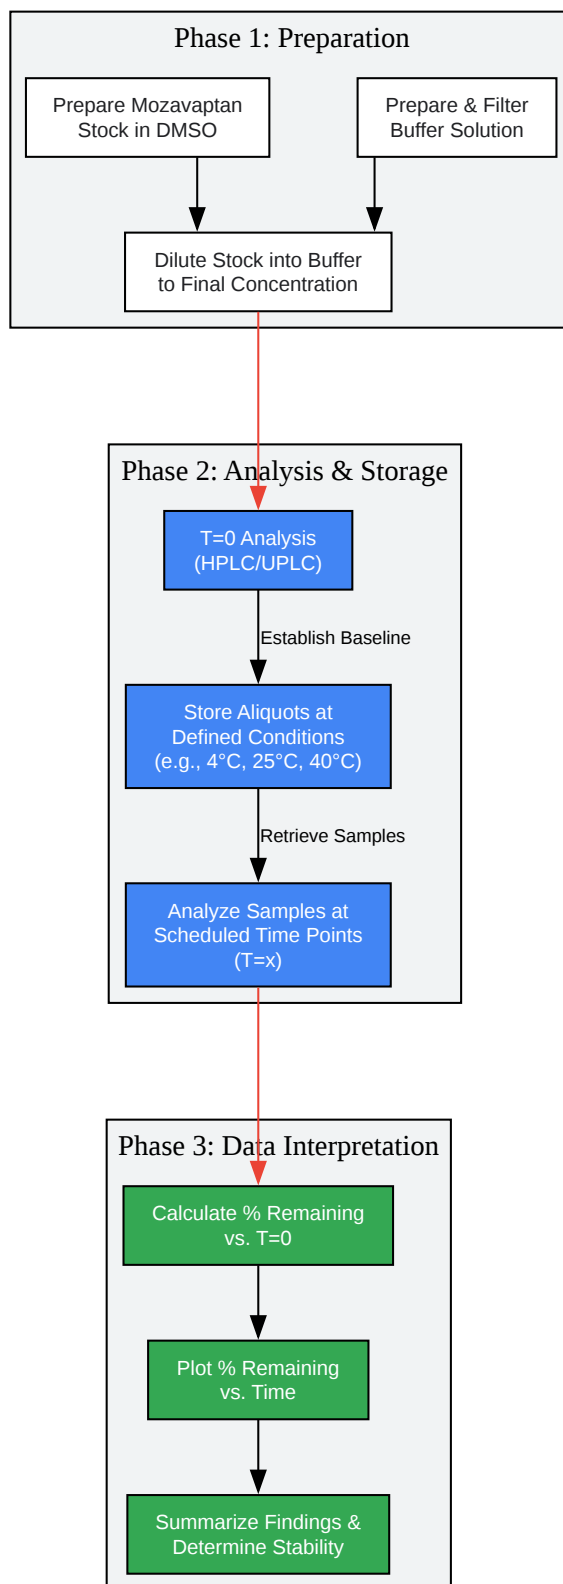 Phase 1: Preparation
Prepare Mozavaptan
Stock in DMSO
Prepare & Filter
Buffer Solution
Dilute Stock into Buffer
to Final Concentration
Phase 2: Analysis & Storage
T=0 Analysis
(HPLC/UPLC)
Establish Baseline
Store Aliquots at
Defined Conditions
(e.g., 4°C, 25°C, 40°C)
Retrieve Samples
Analyze Samples at
Scheduled Time Points
(T=x)
Phase 3: Data Interpretation
Calculate % Remaining
vs. T=0
Plot % Remaining
vs. Time
Summarize Findings &
Determine Stability